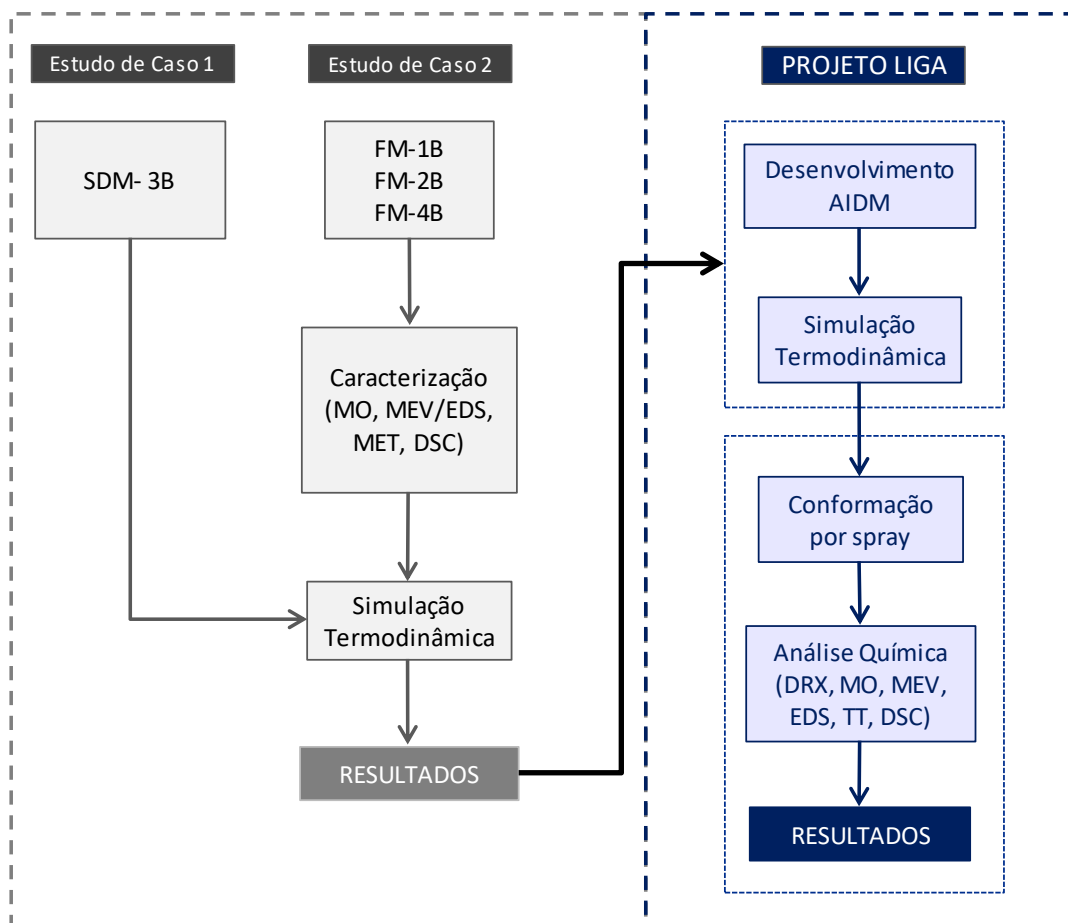 Estudo de Caso 1
Estudo de Caso 2
PROJETO LIGA
SDM- 3B
FM-1B
FM-2B
FM-4B
Caracterização
(MO, MEV/EDS,
MET, DSC)
Simulação
Termodinâmica
RESULTADOS
Desenvolvimento
AIDM
Simulação
Termodinâmica
Conformação
por spray
Análise Química
(DRX, MO, MEV,
EDS, TT, DSC)
RESULTADOS